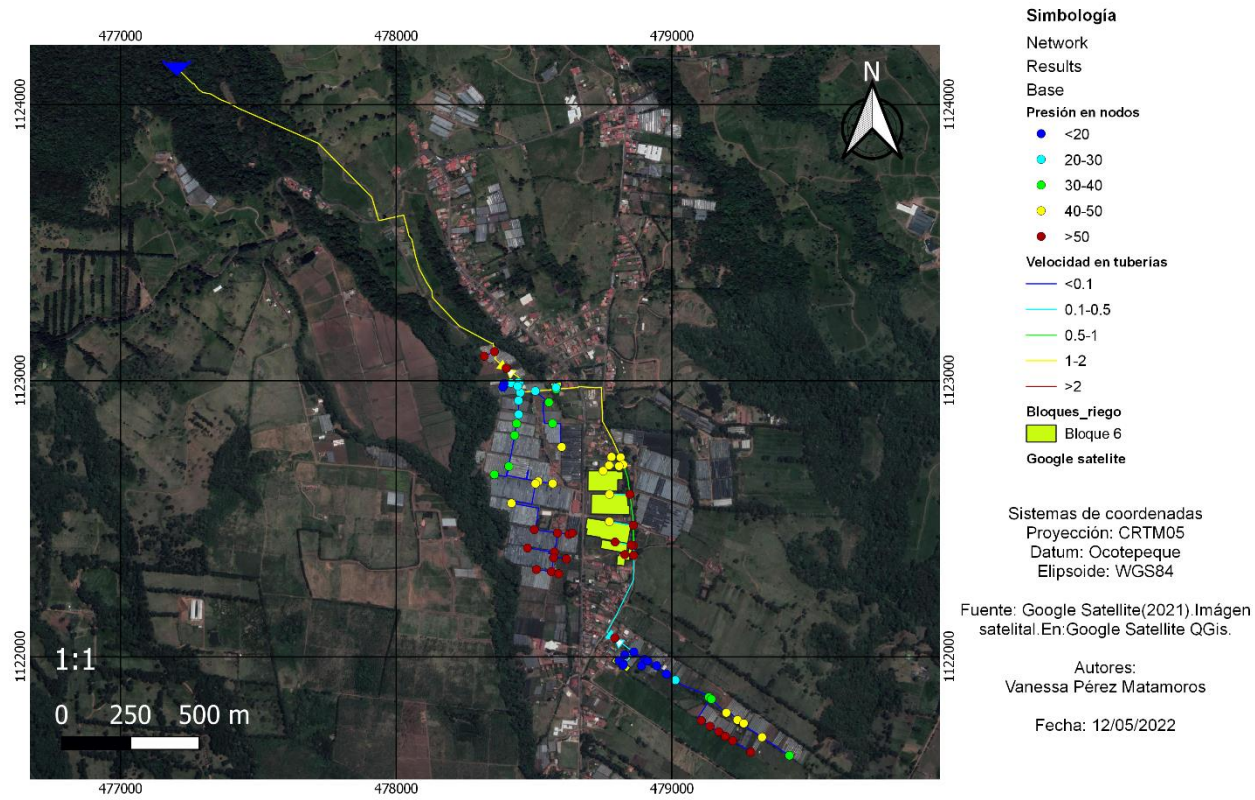 477000
478000
479000
1124000
1124000
N
1123000
1123000
1122000
1122000
1:1
0 250 500 m
477000
478000
479000
Simbología
Network
Results
Base
Presión en nodos
<20
20-30
30-40
40-50
>50
Velocidad en tuberías
<0.1
0.1-0.5
0.5-1
1-2
>2
Bloques_riego
Bloque 6
Google satelite
Sistemas de coordenadas
Proyección: CRTM05
Datum: Ocotepeque
Elipsoide: WGS84
Fuente: Google Satellite(2021).Imágen
satelital.En:Google Satellite QGis.
Autores:
Vanessa Pérez Matamoros
Fecha: 12/05/2022